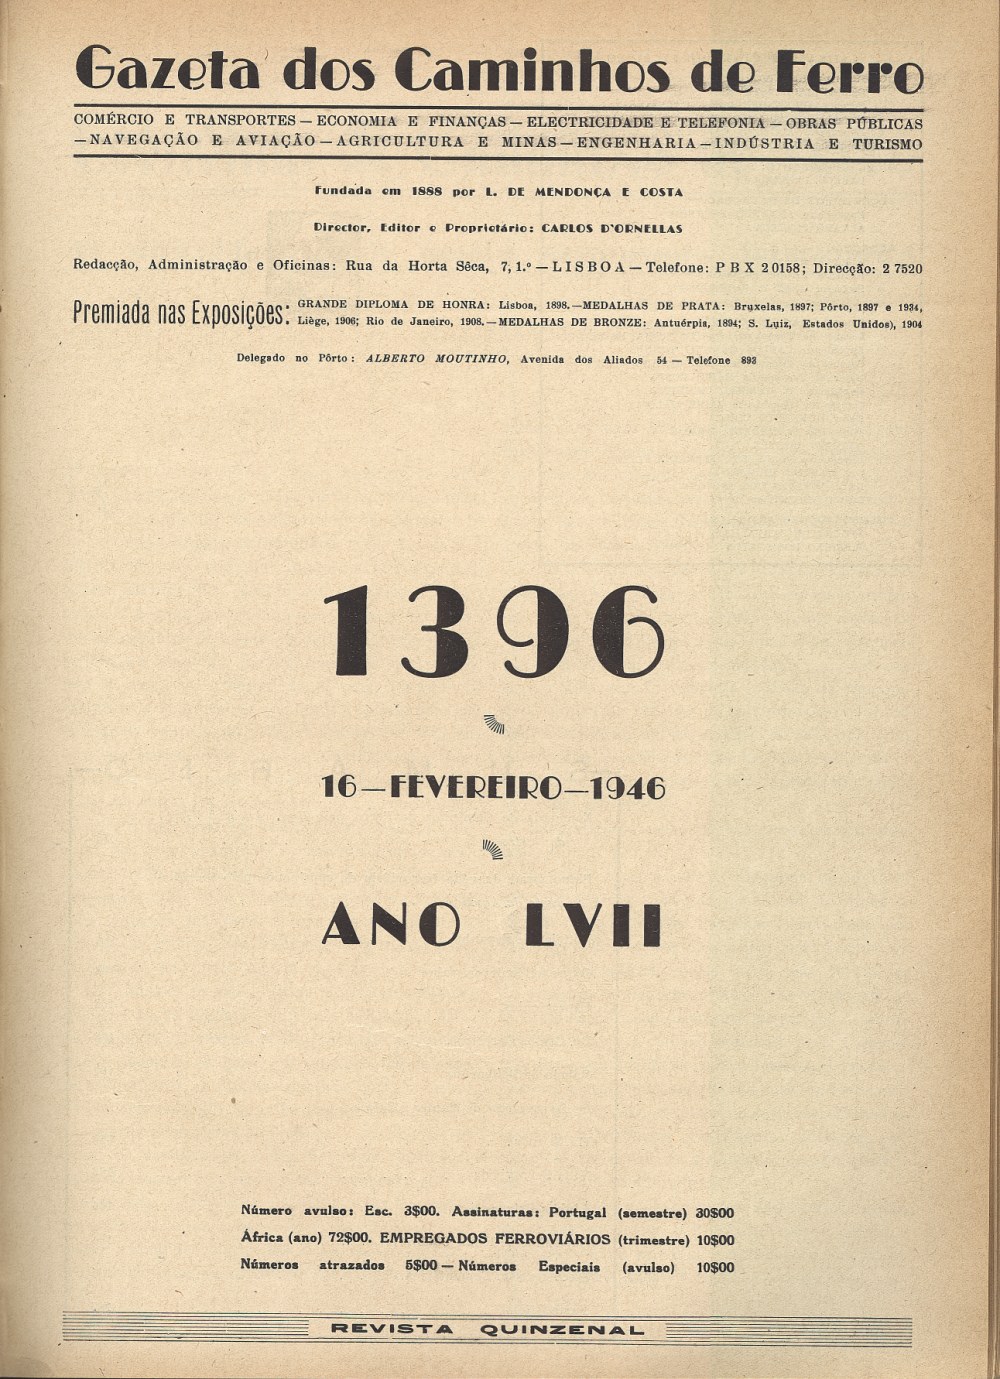 Gazeta dos Caminhos de Ferro
COMÉRCIO E TRANSPORTES — ECONOMIA E FINANÇAS — ELECTRICIDADE E TELEFONIA — OBRAS PÚBLICAS
— NAVEGAÇÃO E AVIAÇÃO — AGRICULTURA E MINAS — ENGENHARIA — INDÚSTRIA E TURISMO
Fundada em 1888 por L. DE MENDONÇA E COSTA
Director, Editor e Proprietário: CARLOS D'ORNELLAS
Redacção, Administração e Oficinas: Rua da Horta Sêca, 7, 1.º — LISBOA — Telefone: P B X 2 0158; Direcção: 2 7520
Premiada nas Exposições: GRANDE DIPLOMA DE HONRA: Lisboa, 1898. — MEDALHAS DE PRATA: Bruxelas, 1897; Pôrto, 1897 e 1934,
Liège, 1906; Rio de Janeiro, 1908. — MEDALHAS DE BRONZE: Antuérpia, 1894; S. Luiz, Estados Unidos), 1904
Delegado no Pôrto: ALBERTO MOUTINHO, Avenida dos Aliados 54 — Telefone 893
1396
16—FEVEREIRO—1946
ANO LVII
Número avulso: Esc. 3$00. Assinaturas: Portugal (semestre) 30$00
África (ano) 72$00. EMPREGADOS FERROVIÁRIOS (trimestre) 10$00
Números atrazados 5$00 — Números Especiais (avulso) 10$00
REVISTA QUINZENAL